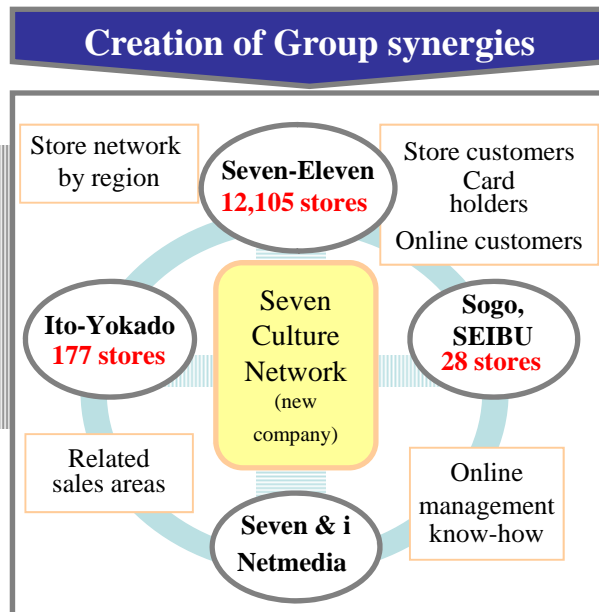 Creation of Group synergies
Store network
by region
Seven-Eleven
12,105 stores
Store customers
Card
holders
Online customers
Ito-Yokado
177 stores
Seven
Culture
Network
(new
company)
Sogo,
SEIBU
28 stores
Related
sales areas
Seven & i
Netmedia
Online
management
know-how